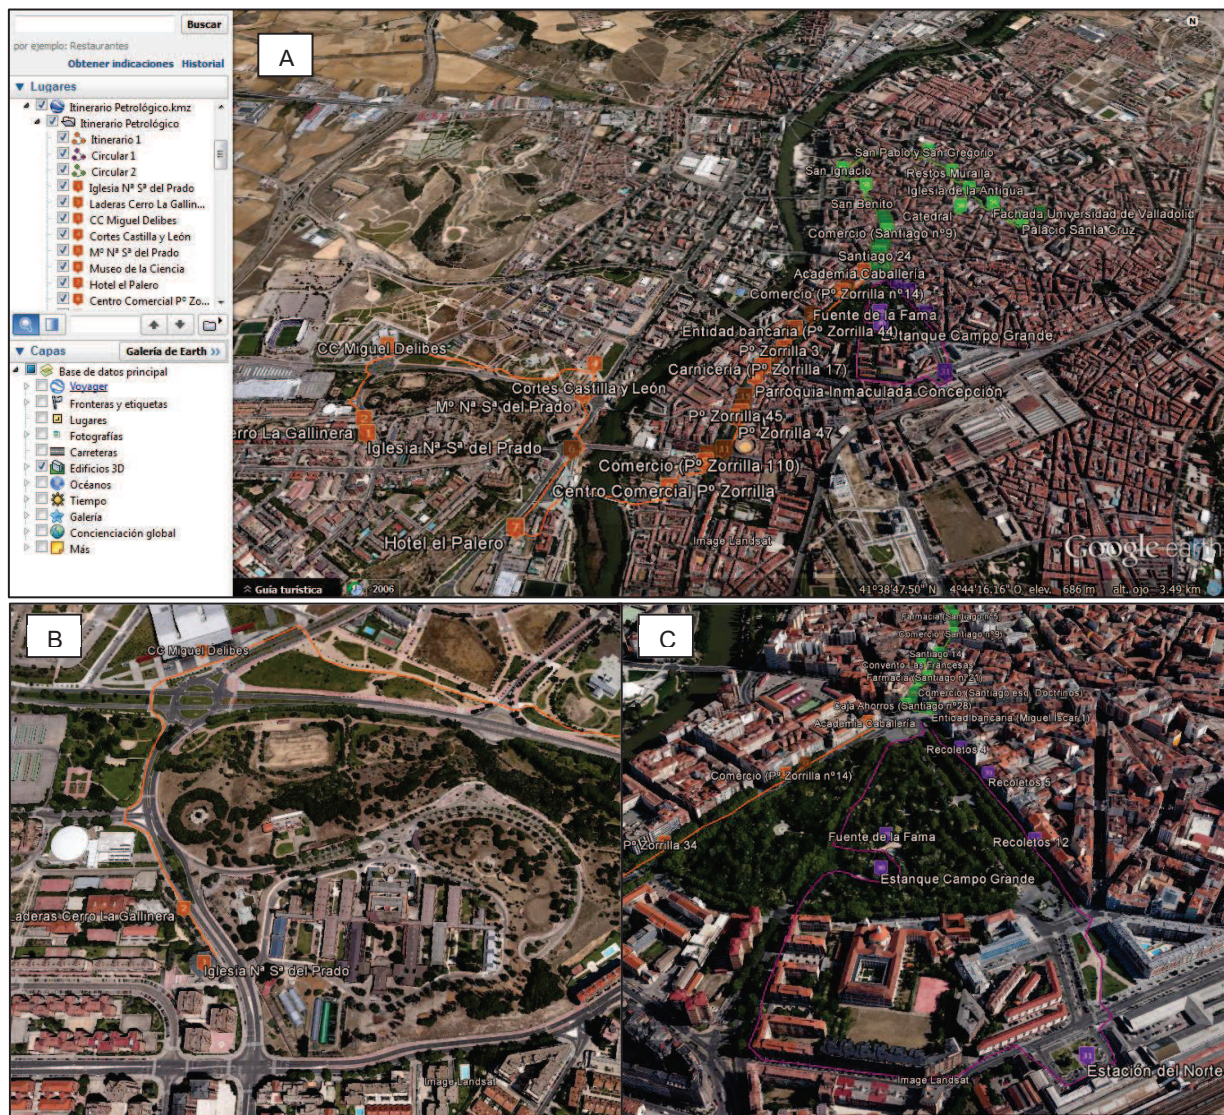 Buscar
por ejemplo: Restaurantes
Obtener indicaciones Historial
Lugares
Itinerario Petrológico.kmz
Itinerario Petrológico
Itinerario 1
Circular 1
Circular 2
Iglesia Nª Sª del Prado
Laderas Cerro La Gallin...
CC Miguel Delibes
Cortes Castilla y León
Mº Nª Sª del Prado
Museo de la Ciencia
Hotel el Palero
Centro Comercial Pº Zo...
Capas
Galería de Earth »
Base de datos principal
Voyager
Fronteras y etiquetas
Lugares
Fotografías
Carreteras
Edificios 3D
Océanos
Tiempo
Galería
Concienciación global
Más
A
N
San Pablo y San Gregorio
San Ignacio
Restos Muralla
Iglesia de la Antigua
San Benito
Catedral
Fachada Universidad de Valladolid
Palacio Santa Cruz
Comercio (Santiago nº9)
Santiago 24
Academia Caballería
Comercio (Pº Zorrilla nº14)
Fuente de la Fama
Entidad bancaria (Pº Zorrilla 44)
Estanque Campo Grande
CC Miguel Delibes
Pº Zorrilla 3
Carnicería (Pº Zorrilla 17)
31
Cortes Castilla y León
Parroquia Inmaculada Concepción
Mº Nª Sª del Prado
Pº Zorrilla 45
2
1
erro La Gallinera
Pº Zorrilla 47
Iglesia Nª Sª del Prado
6
11
Comercio (Pº Zorrilla 110)
Centro Comercial Pº Zorrilla
7
Hotel el Palero
Image Landsat
Google earth
Guía turística
2006
41°38'47.50" N 4°44'16.16" O elev. 686 m alt. ojo 3.49 km
B
CC Miguel Delibes
2
aderas Cerro La Gallinera
1
Iglesia Nª Sª del Prado
Image Landsat
C
Comercio (Santiago nº9)
Santiago 14
Convento Las Francesas
Farmacia (Santiago nº21)
Comercio (Santiago esq. Doctrinos)
Caja Ahorros (Santiago nº28)
Entidad bancaria (Miguel Iscar 1)
Academia Caballería
Recoletos 4
Comercio (Pº Zorrilla nº14)
Recoletos 5
Fuente de la Fama
Recoletos 12
Pº Zorrilla 34
Estanque Campo Grande
31
Estación del Norte
Image Landsat